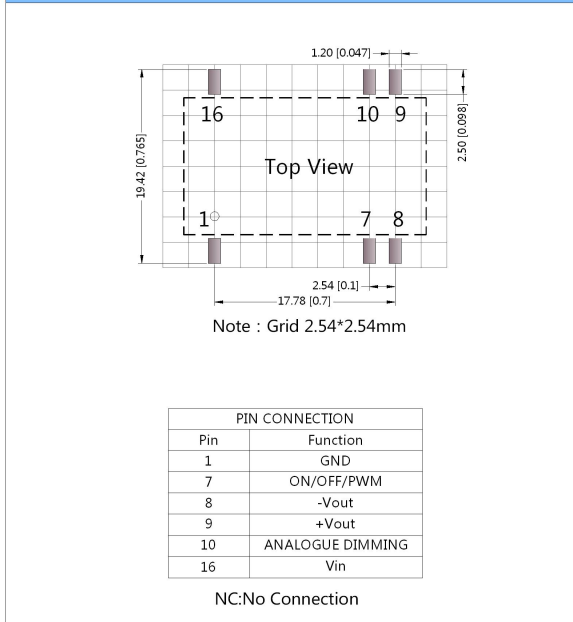 1.20 [0.047]
16 10 9
2.50 [0.098]
19.42 [0.765]
Top View
1 7 8
2.54 [0.1]
17.78 [0.7]
Note : Grid 2.54*2.54mm
PIN CONNECTION
Pin Function
1 GND
7 ON/OFF/PWM
8 -Vout
9 +Vout
10 ANALOGUE DIMMING
16 Vin
NC:No Connection